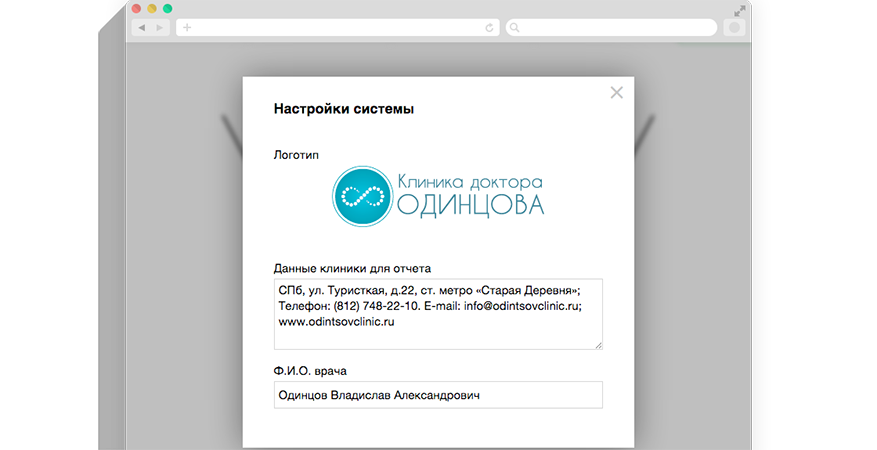 Настройки системы
Логотип
Клиника доктора
ОДИНЦОВА
Данные клиники для отчета
СПб, ул. Туристкая, д.22, ст. метро «Старая Деревня»;
Телефон: (812) 748-22-10. E-mail: info@odintsovclinic.ru;
www.odintsovclinic.ru
Ф.И.О. врача
Одинцов Владислав Александрович